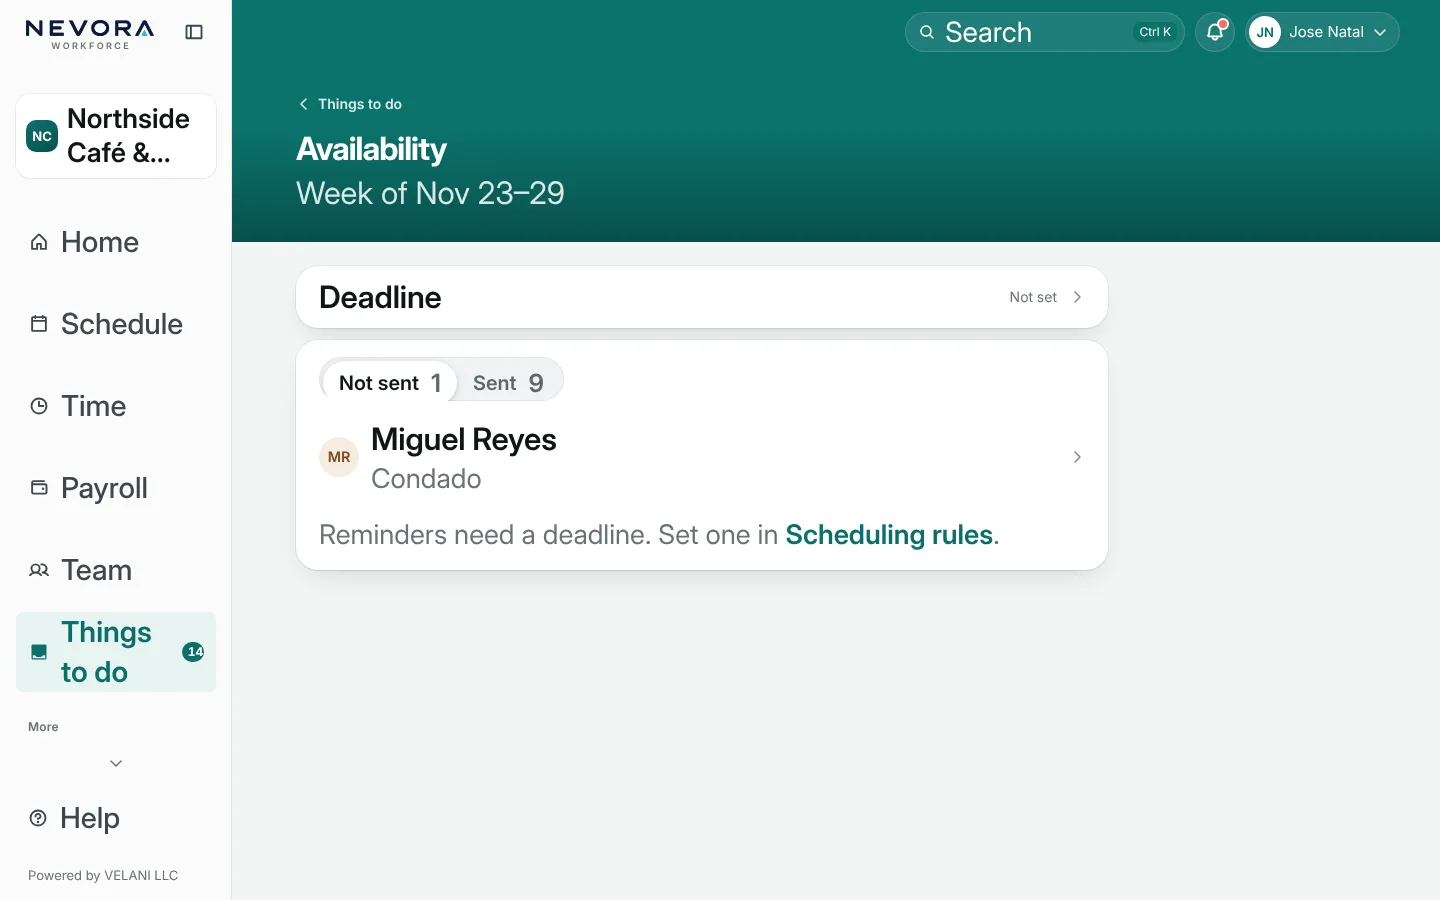 NEVORA
WORKFORCE
NC
Northside
Café &...
Home
Schedule
Time
Payroll
Team
Things
to do
14
More
Help
Powered by VELANI LLC
Search
Ctrl K
JN
Jose Natal
Things to do
Availability
Week of Nov 23–29
Deadline
Not set
Not sent 1
Sent 9
MR
Miguel Reyes
Condado
Reminders need a deadline. Set one in Scheduling rules.